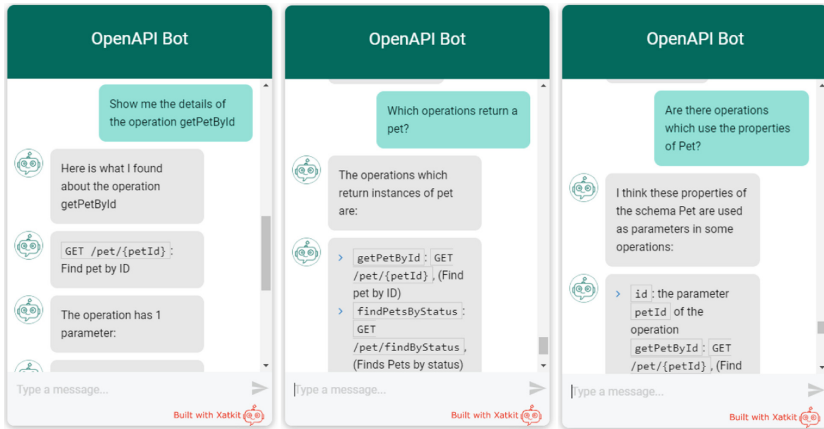 OpenAPI Bot
Show me the details of
the operation getPetById
Here is what I found
about the operation
getPetById
GET /pet/{petId}:
Find pet by ID
The operation has 1
parameter:
Type a message...
Built with Xatkit
OpenAPI Bot
Which operations return a
pet?
The operations which
return instances of pet
are:
> getPetById: GET
/pet/{petId}, (Find
pet by ID)
> findPetsByStatus:
GET
/pet/findByStatus,
(Finds Pets by status)
Type a message...
Built with Xatkit
OpenAPI Bot
Are there operations
which use the properties
of Pet?
I think these properties of
the schema Pet are used
as parameters in some
operations:
> id: the parameter
petId of the
operation
getPetById: GET
/pet/{petId}, (Find
Type a message...
Built with Xatkit